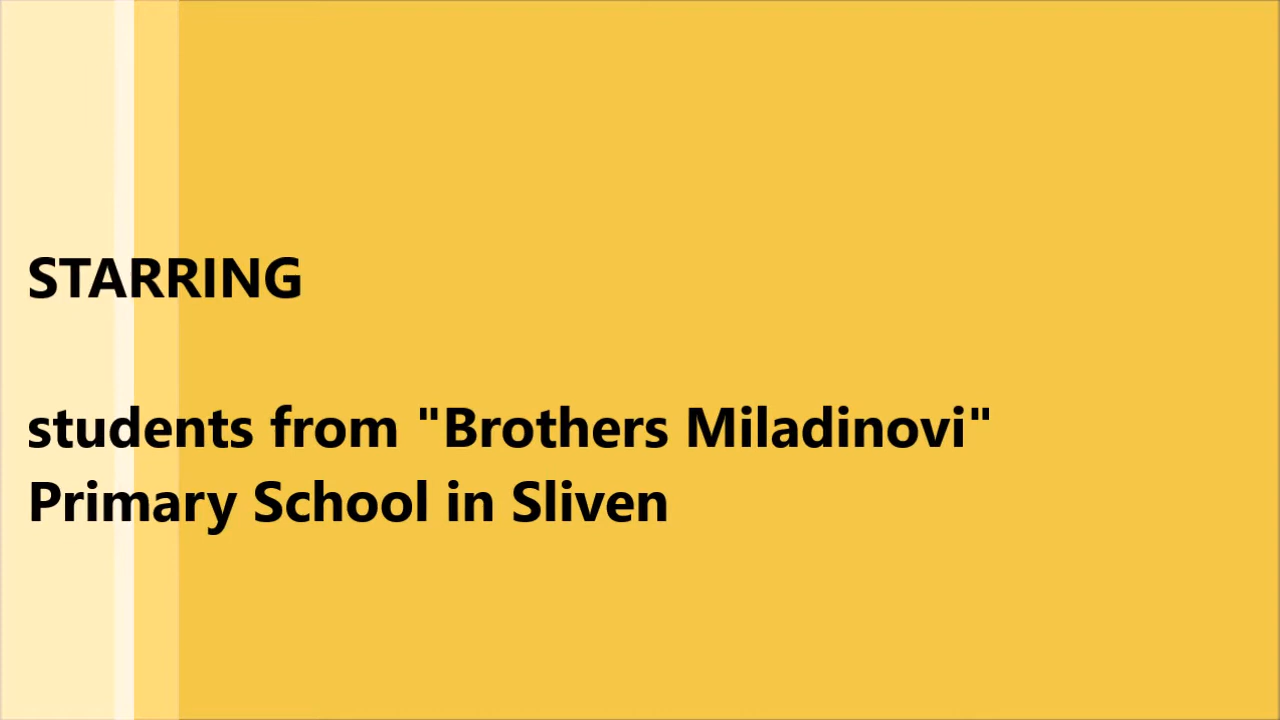 STARRING
students from "Brothers Miladinovi"
Primary School in Sliven